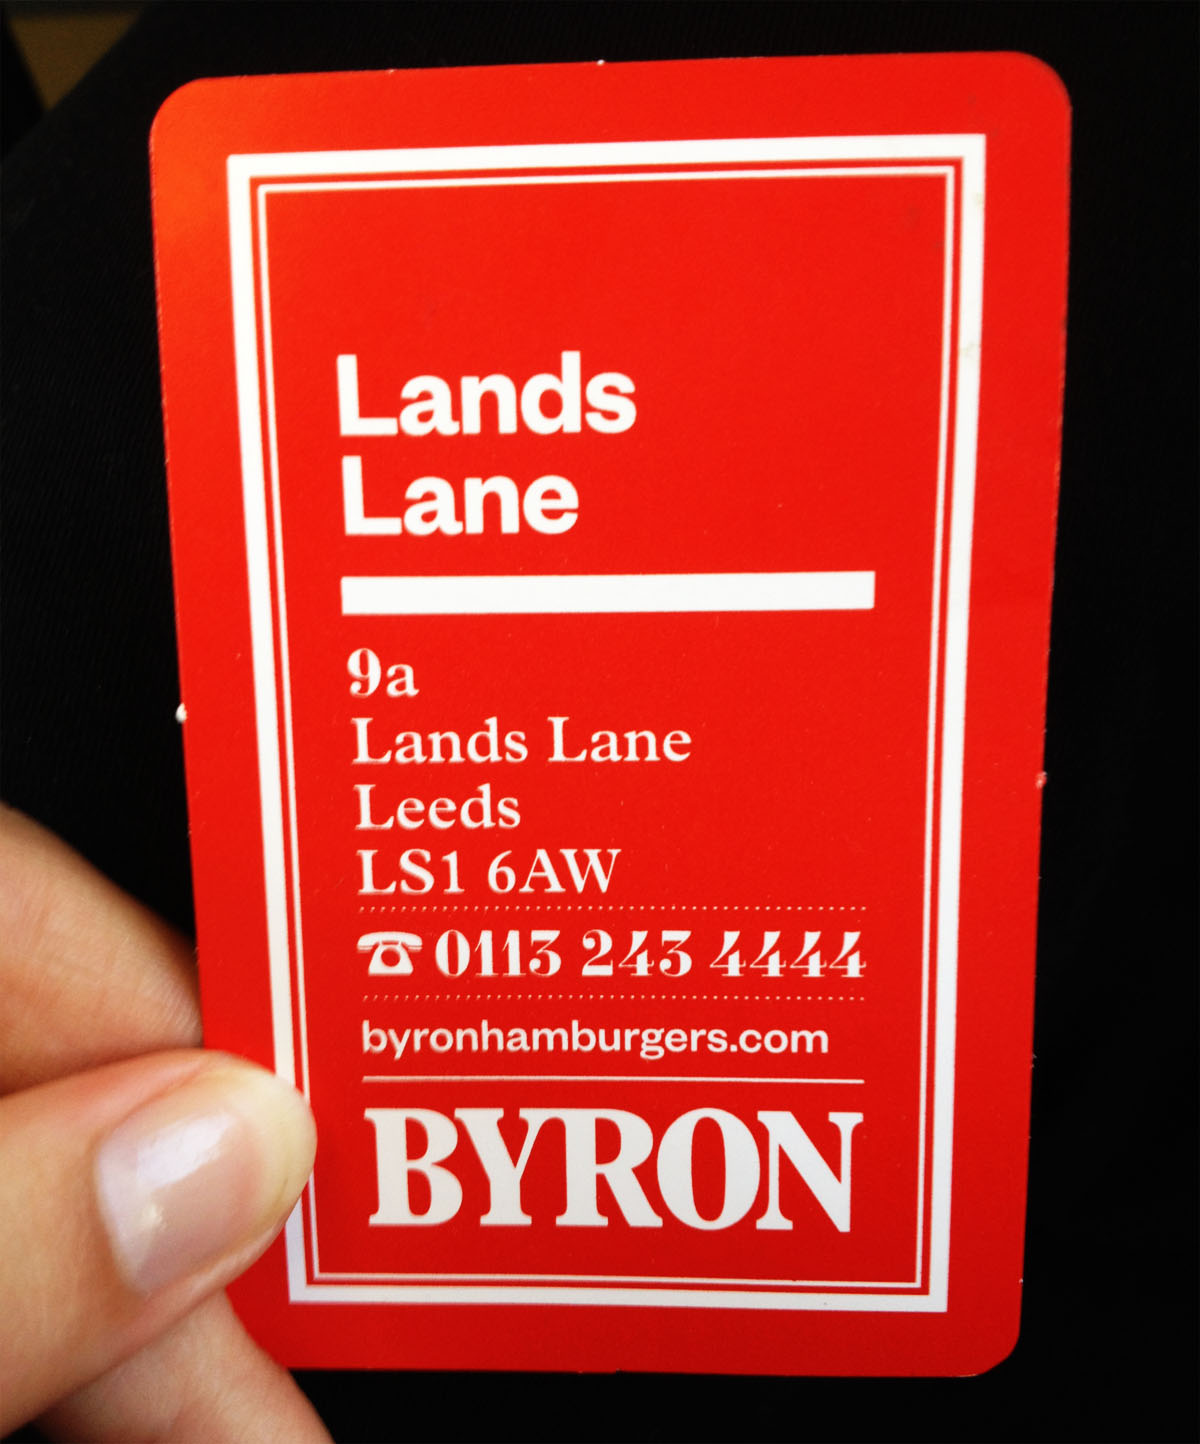 Lands
Lane
9a
Lands Lane
Leeds
LS1 6AW
☎ 0113 243 4444
byronhamburgers.com
BYRON